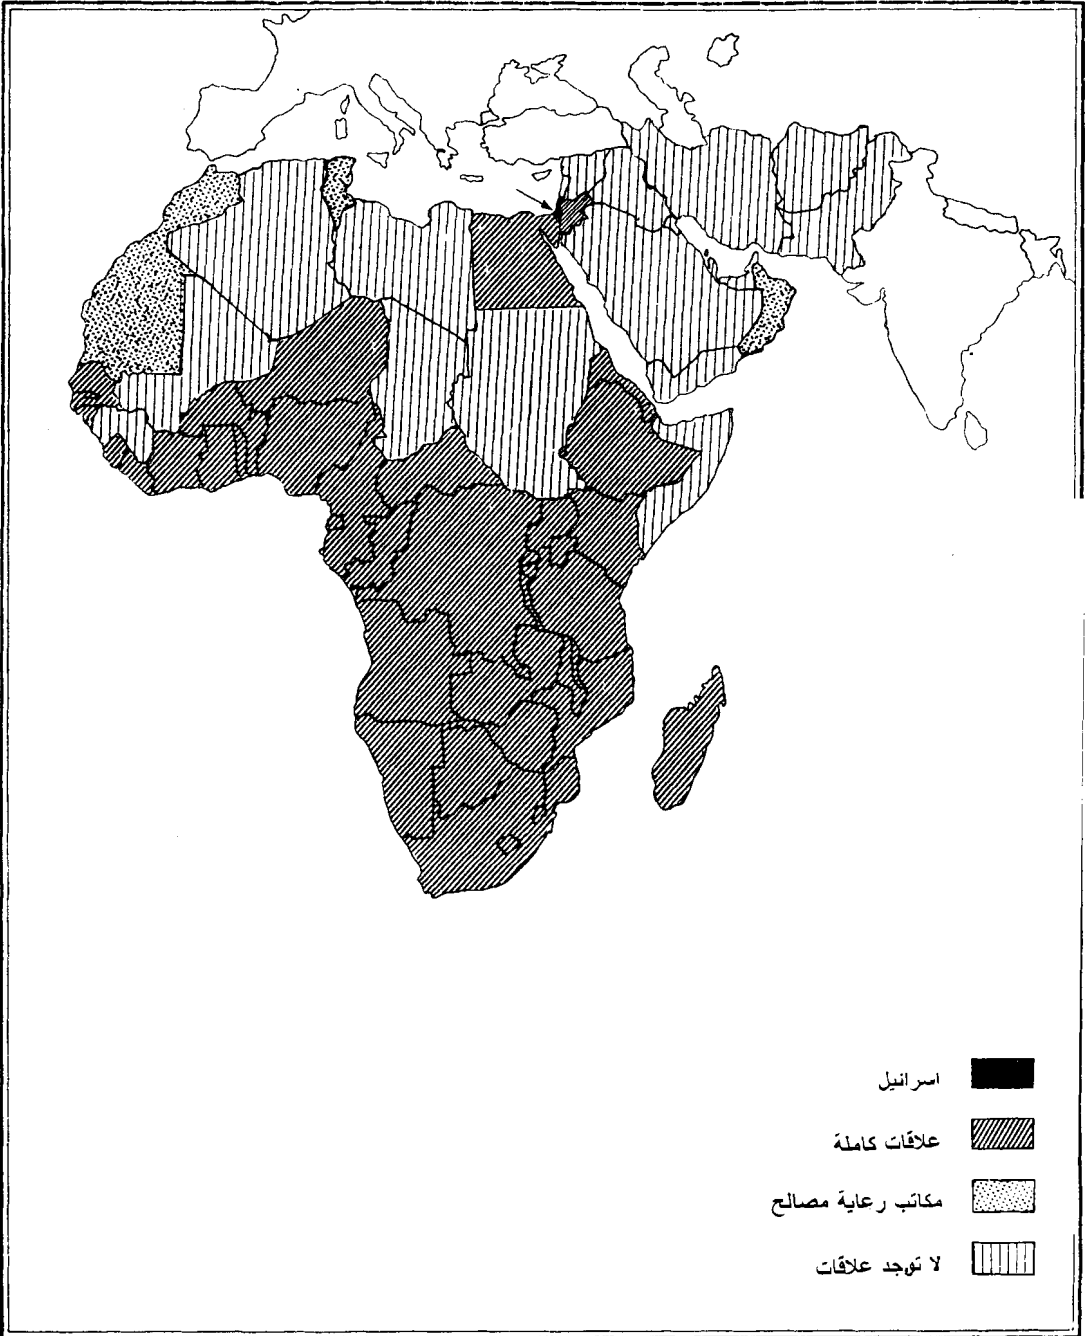 اسرائيل
علاقات كاملة
مكاتب رعاية مصالح
لا توجد علاقات